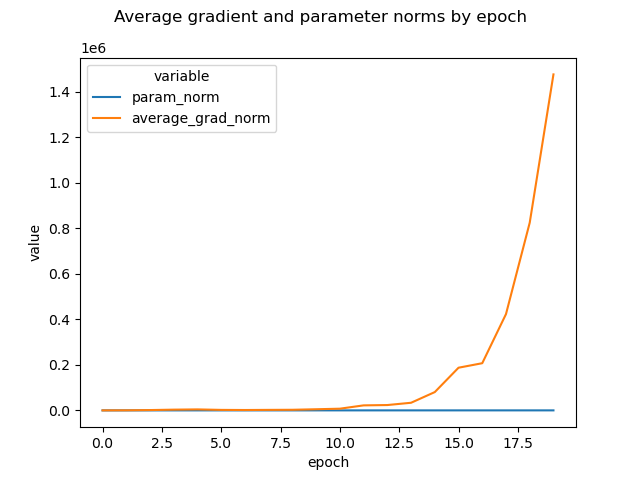 Average gradient and parameter norms by epoch
1e6
variable
param_norm
average_grad_norm
1.4
1.2
1.0
0.8
0.6
0.4
0.2
0.0
value
0.0 2.5 5.0 7.5 10.0 12.5 15.0 17.5
epoch